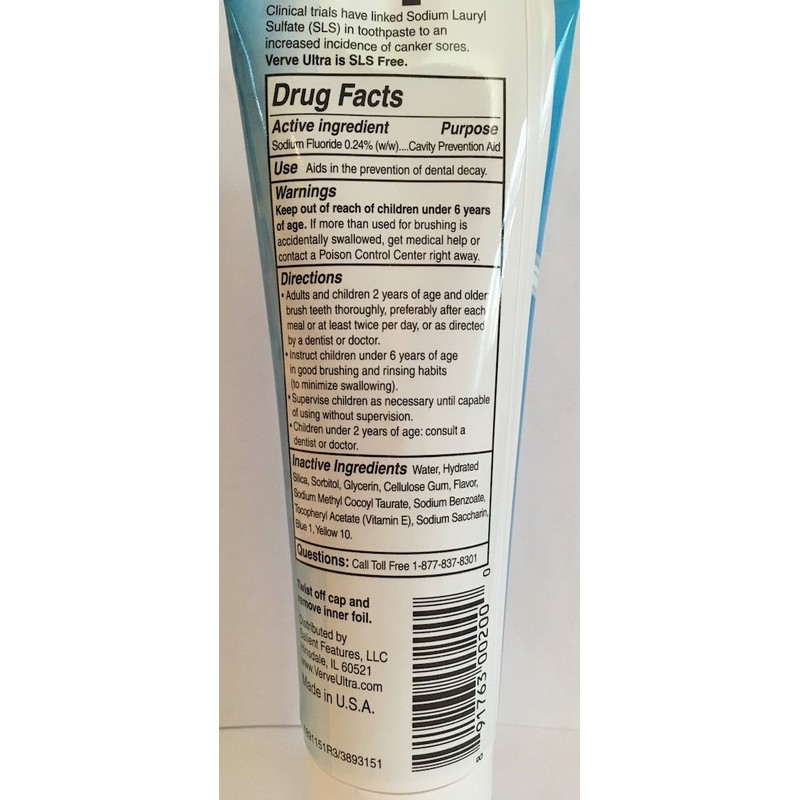 Clinical trials have linked Sodium Lauryl
Sulfate (SLS) in toothpaste to an
increased incidence of canker sores.
Verve Ultra is SLS Free.
Drug Facts
Active ingredient Purpose
Sodium Fluoride 0.24% (w/w)....Cavity Prevention Aid
Use Aids in the prevention of dental decay.
Warnings
Keep out of reach of children under 6 years
of age. If more than used for brushing is
accidentally swallowed, get medical help or
contact a Poison Control Center right away.
Directions
• Adults and children 2 years of age and older
brush teeth thoroughly, preferably after each
meal or at least twice per day, or as directed
by a dentist or doctor.
• Instruct children under 6 years of age
in good brushing and rinsing habits
(to minimize swallowing).
• Supervise children as necessary until capable
of using without supervision.
• Children under 2 years of age: consult a
dentist or doctor.
Inactive Ingredients Water, Hydrated
Silica, Sorbitol, Glycerin, Cellulose Gum, Flavor,
Sodium Methyl Cocoyl Taurate, Sodium Benzoate,
Tocopheryl Acetate (Vitamin E), Sodium Saccharin,
Blue 1, Yellow 10.
Questions: Call Toll Free 1-877-837-8301
Twist off cap and
remove inner foil.
Distributed by
Salient Features, LLC
Hinsdale, IL 60521
www.VerveUltra.com
Made in U.S.A.
8 91763 00200 0